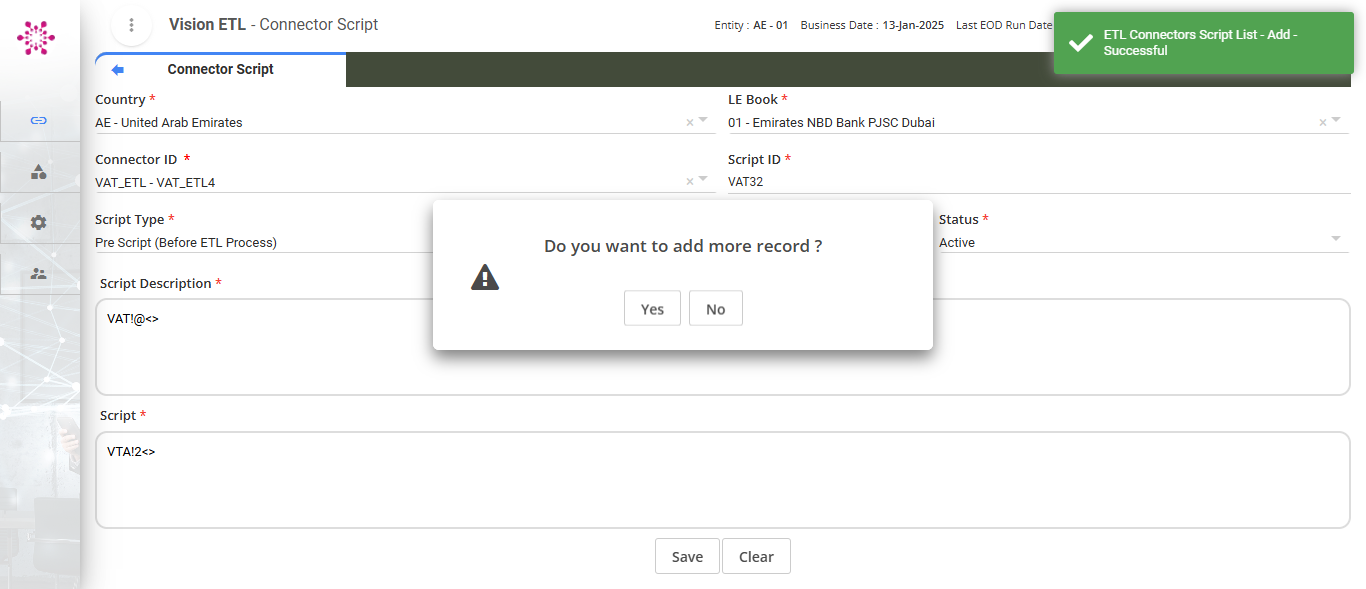 Vision ETL - Connector Script
Entity : AE - 01 Business Date : 13-Jan-2025 Last EOD Run Date
ETL Connectors Script List - Add -
Successful
Connector Script
Country *
LE Book *
AE - United Arab Emirates
01 - Emirates NBD Bank PJSC Dubai
Connector ID *
Script ID *
VAT_ETL - VAT_ETL4
VAT32
Script Type *
Status *
Pre Script (Before ETL Process)
Active
Do you want to add more record ?
Yes
No
Script Description *
VAT!@<>
Script *
VTA!2<>
Save
Clear